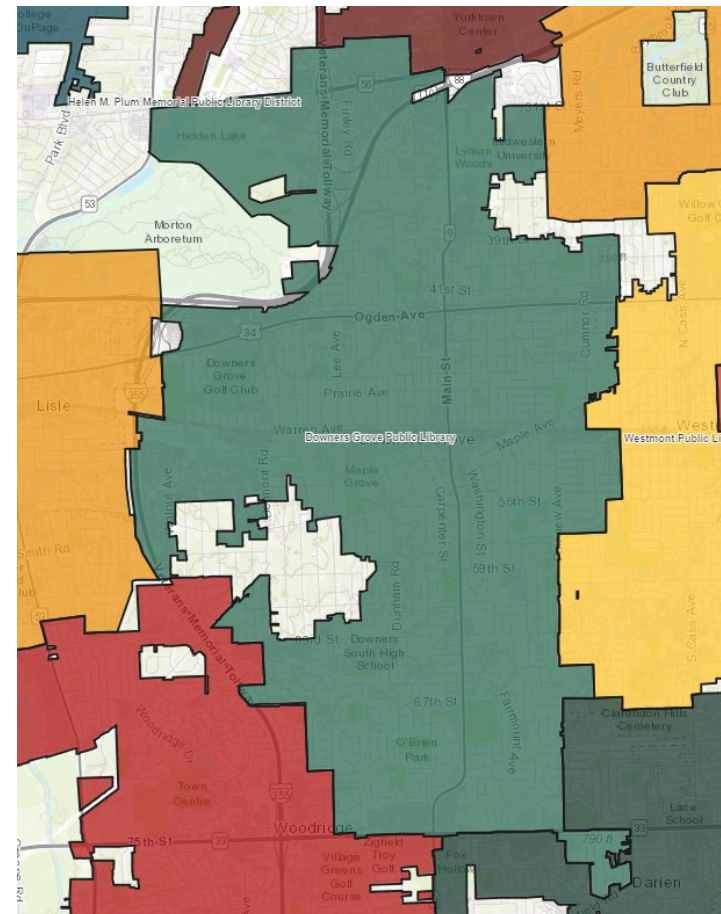 College
DuPage
Yorktown
Center
88
56
Butterfield
Country
Club
Meyers Rd
Helen M. Plum Memorial Public Library District
Veterans-Memorial-Tollway
Finley Rd
Hidden Lake
Park Blvd
Lyman
Woods
Midwestern
University
53
Morton
Arboretum
9
39th St
Willow
Golf C
750 ft
41st St
Ogden-Ave
34
Cumnor Rd
N Cass Ave
Downers
Grove
Golf Club
Lee Ave
Main-St
355
Lisle
Prairie Ave
Warren Ave
Maple Ave
Downers Grove Public Library
Westmont Public Li
Maple
Grove
Carpenter St
Washington St
55th St
Smith Rd
59th St
Dunham Rd
Veterans-Memorial-Tollway
63rd St
Downers
South High
School
S Cass Ave
67th St
Fairmount Ave
Clarendon Hills
Cemetery
Woodridge Dr
O'Brien
Park
Town
Centre
355
Lace
School
Woodridge
75th-St
33
790 ft
33
Village
Greens
Golf
Course
Zigfield
Troy
Golf
Fox
Hollow
Darien